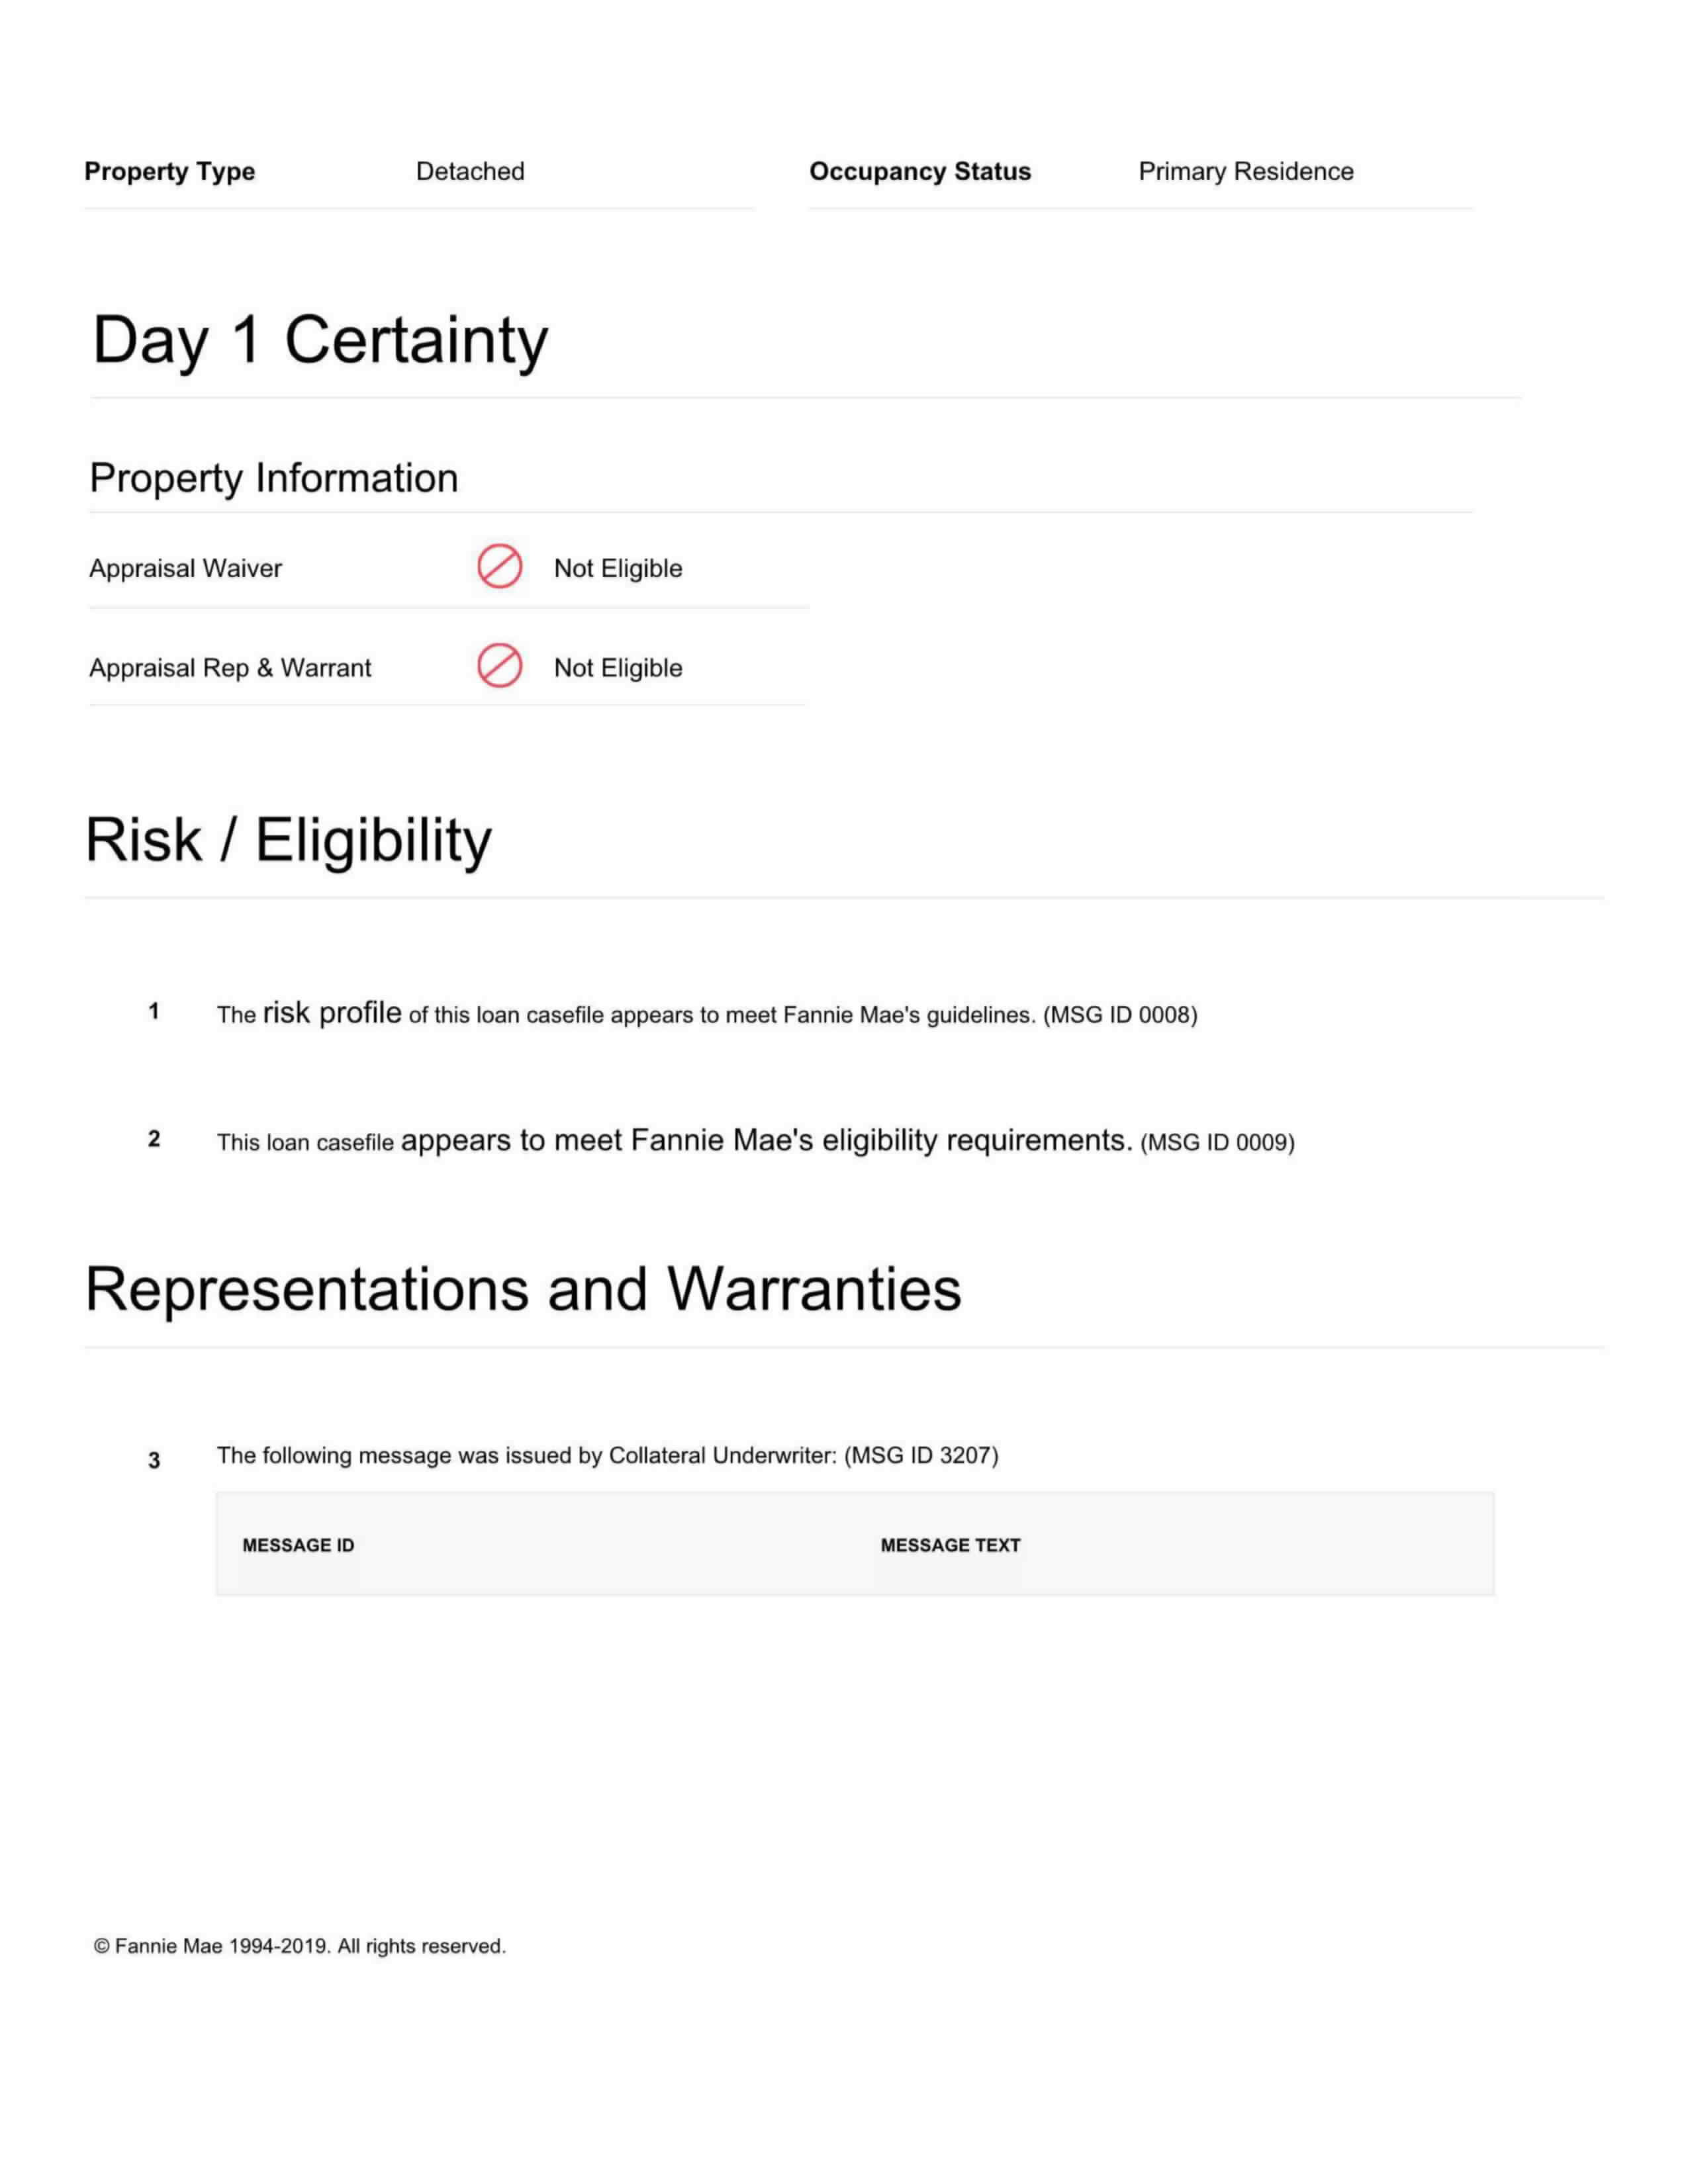 Property Type Detached Occupancy Status Primary Residence
Day 1 Certainty
Property Information
Appraisal Waiver Not Eligible
Appraisal Rep & Warrant Not Eligible
Risk / Eligibility
1 The risk profile of this loan casefile appears to meet Fannie Mae's guidelines. (MSG ID 0008)
2 This loan casefile appears to meet Fannie Mae's eligibility requirements. (MSG ID 0009)
Representations and Warranties
3 The following message was issued by Collateral Underwriter: (MSG ID 3207)
MESSAGE ID MESSAGE TEXT
© Fannie Mae 1994-2019. All rights reserved.